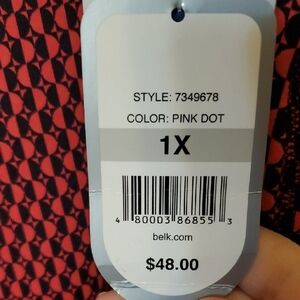 STYLE: 7349678
COLOR: PINK DOT
1X
4 80003 86855 3
belk.com
$48.00